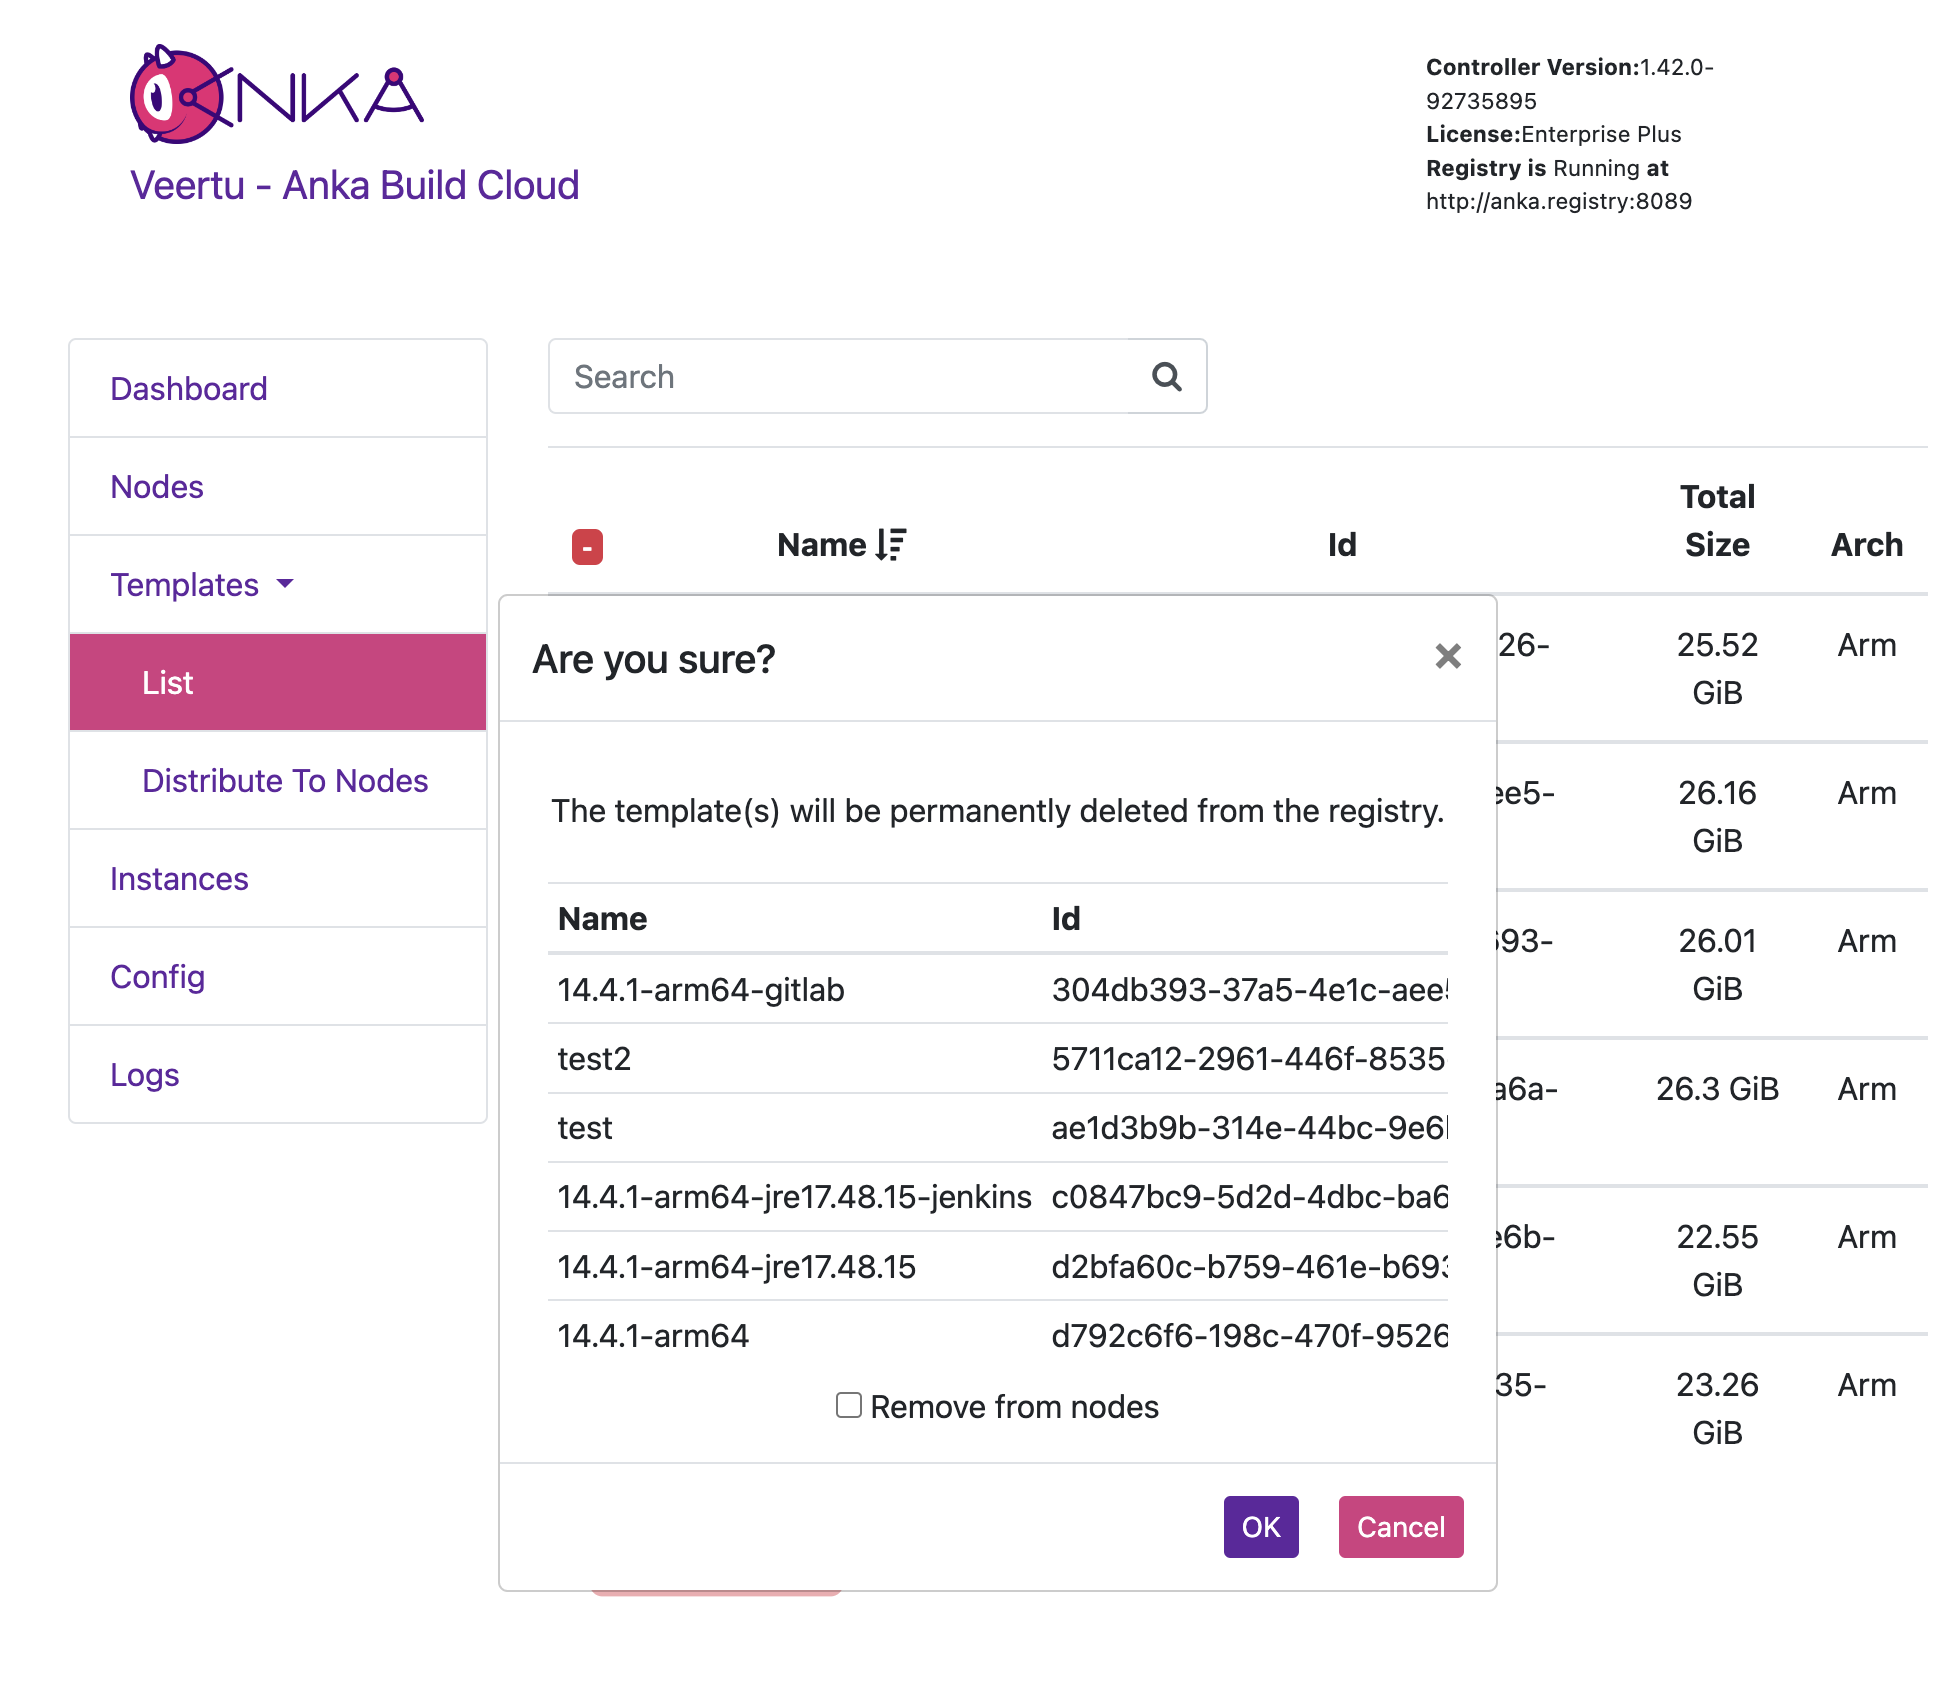 ANKA
Veertu - Anka Build Cloud
Controller Version:1.42.0-
92735895
License:Enterprise Plus
Registry is Running at
http://anka.registry:8089
Dashboard
Nodes
Templates
List
Distribute To Nodes
Instances
Config
Logs
Search
- Name Id Total Size Arch
26- 25.52 GiB Arm
ee5- 26.16 GiB Arm
693- 26.01 GiB Arm
a6a- 26.3 GiB Arm
e6b- 22.55 GiB Arm
35- 23.26 GiB Arm
Are you sure?
×
The template(s) will be permanently deleted from the registry.
Name Id
14.4.1-arm64-gitlab 304db393-37a5-4e1c-aee5
test2 5711ca12-2961-446f-8535
test ae1d3b9b-314e-44bc-9e6b
14.4.1-arm64-jre17.48.15-jenkins c0847bc9-5d2d-4dbc-ba6
14.4.1-arm64-jre17.48.15 d2bfa60c-b759-461e-b693
14.4.1-arm64 d792c6f6-198c-470f-9526
Remove from nodes
OK
Cancel